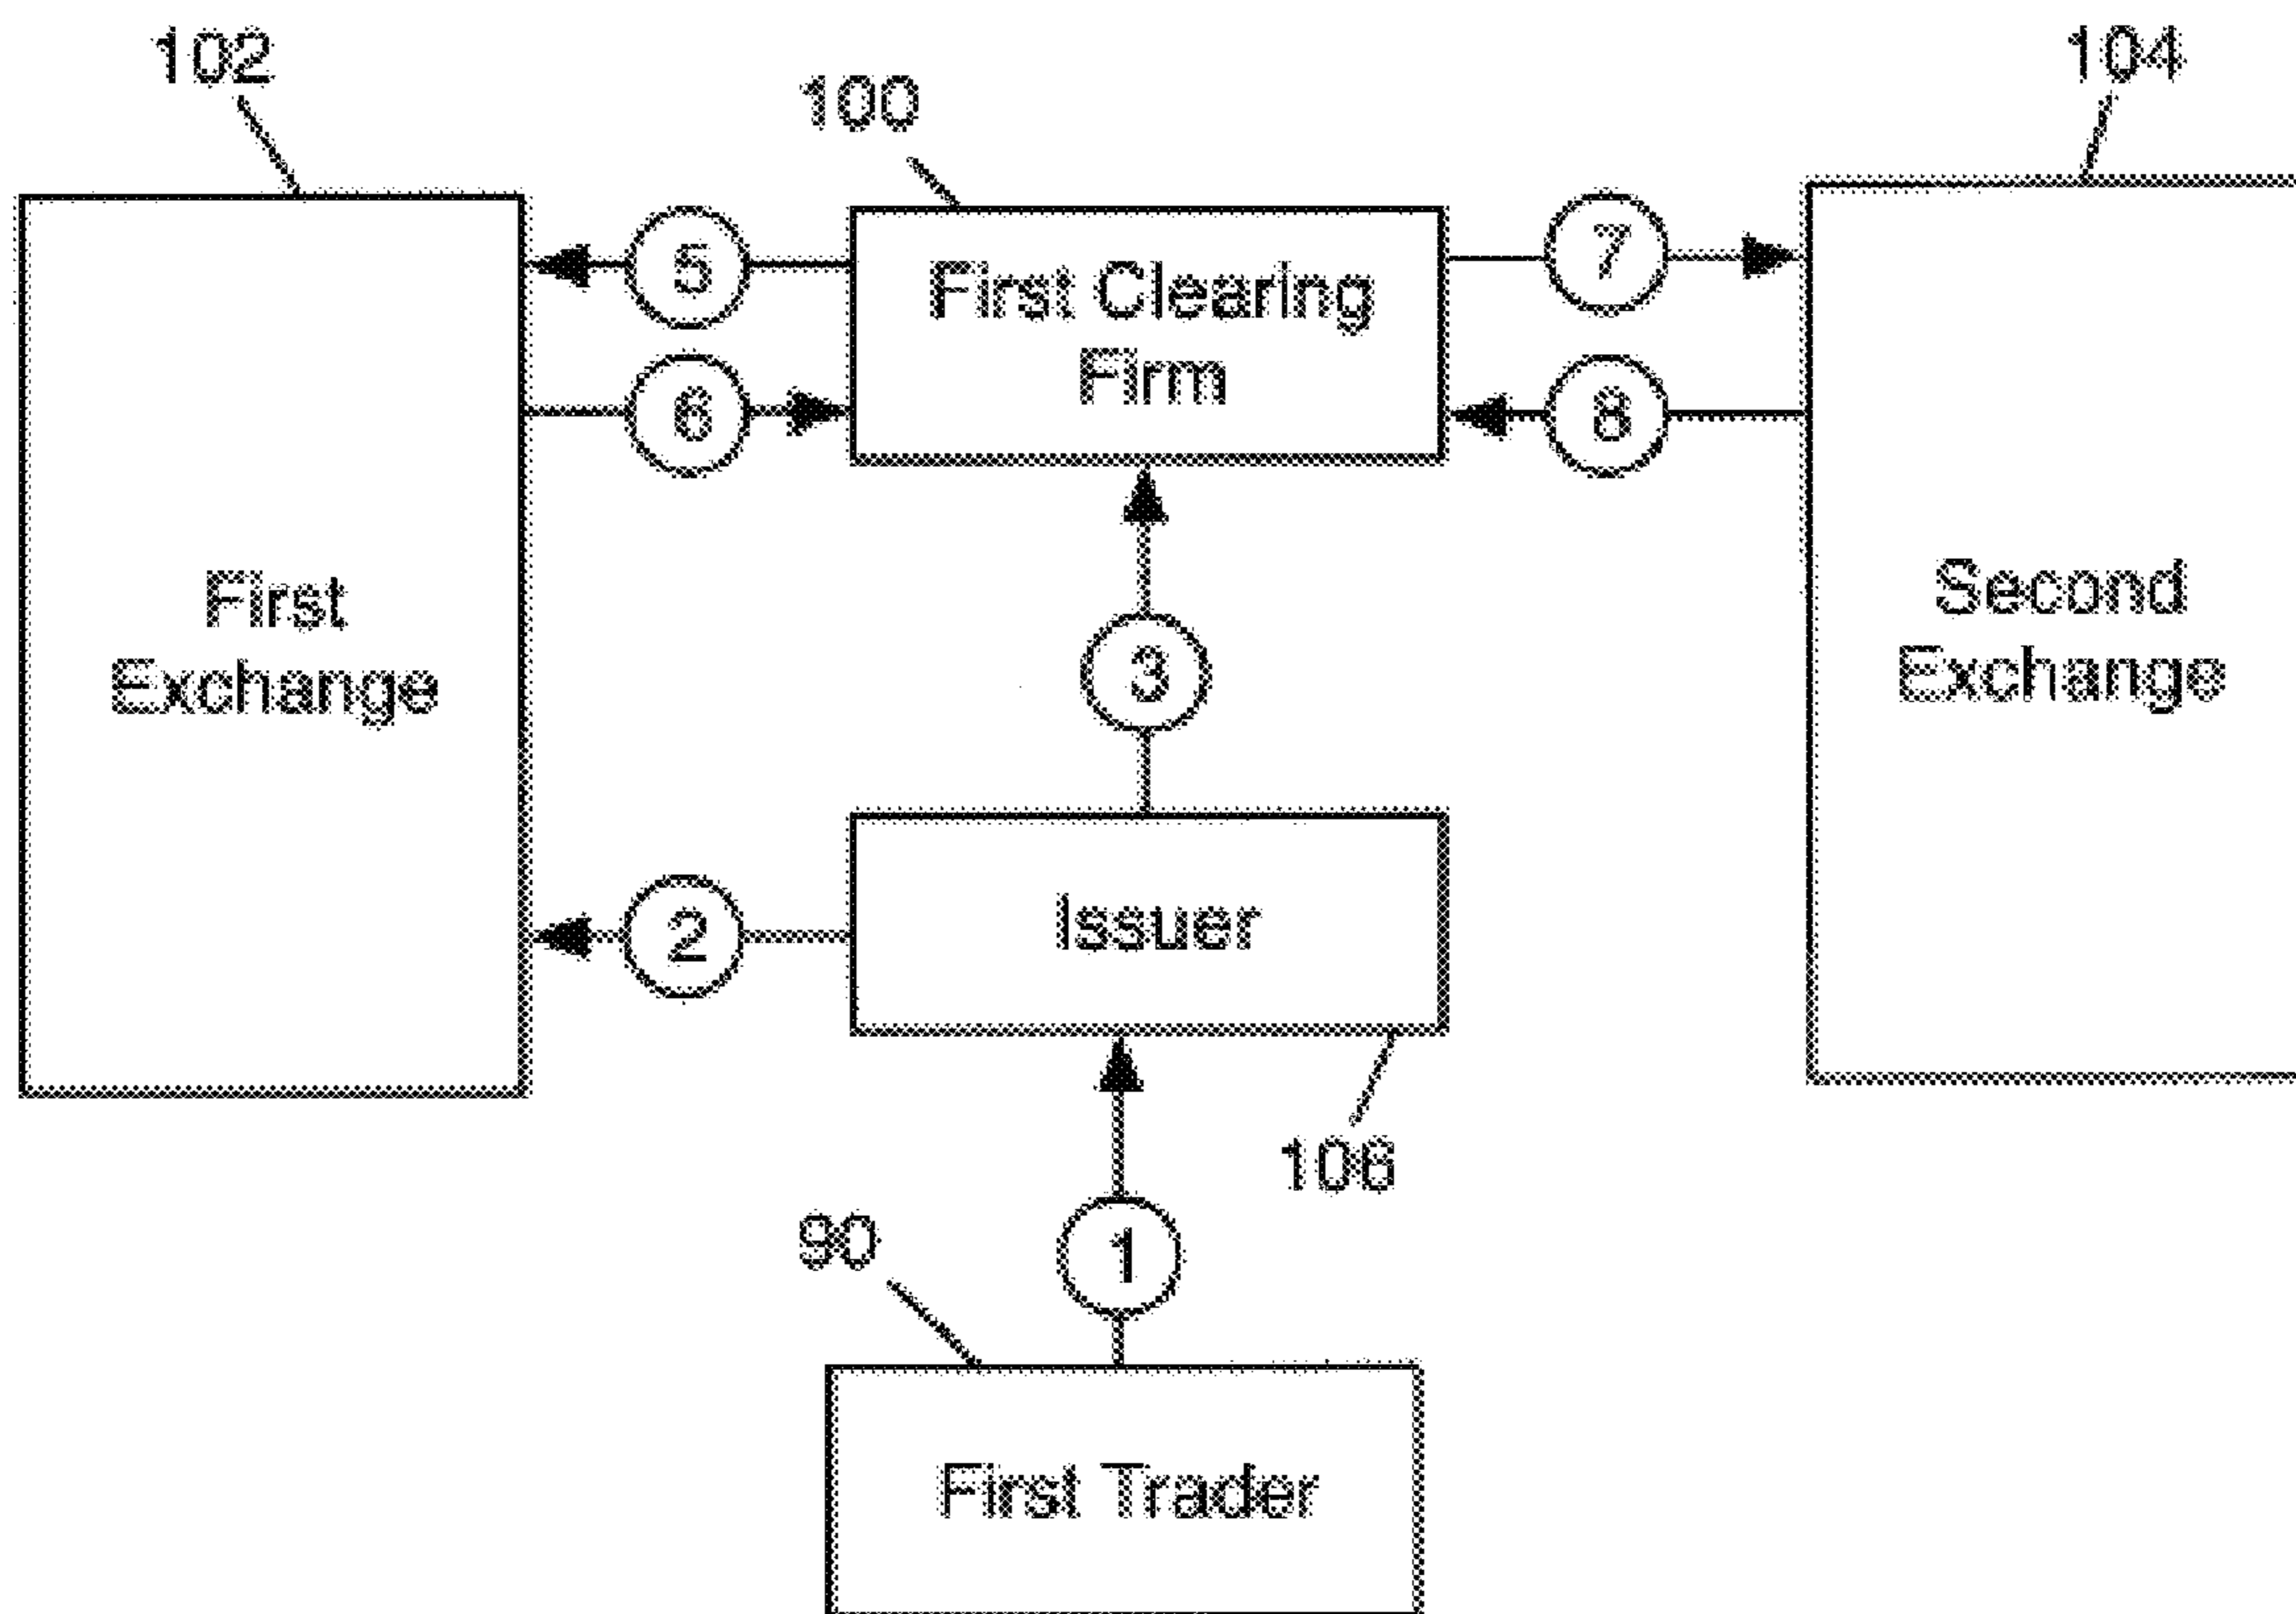 102
100
104
5
First Clearing
Firm
7
6
8
First
Exchange
3
Second
Exchange
2
Issuer
106
90
1
First Trader